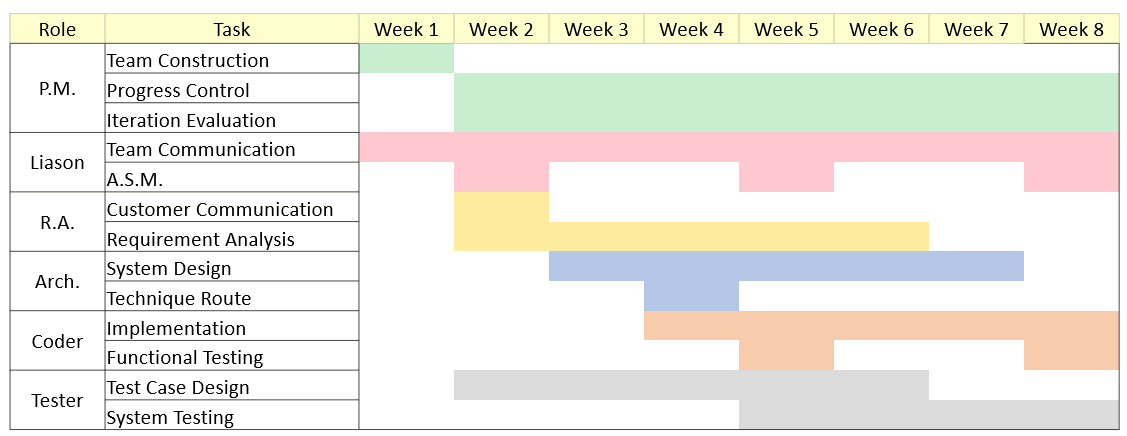 Role Task Week 1 Week 2 Week 3 Week 4 Week 5 Week 6 Week 7 Week 8
P.M.
Team Construction
Progress Control
Iteration Evaluation
Liason
Team Communication
A.S.M.
R.A.
Customer Communication
Requirement Analysis
Arch.
System Design
Technique Route
Coder
Implementation
Functional Testing
Tester
Test Case Design
System Testing